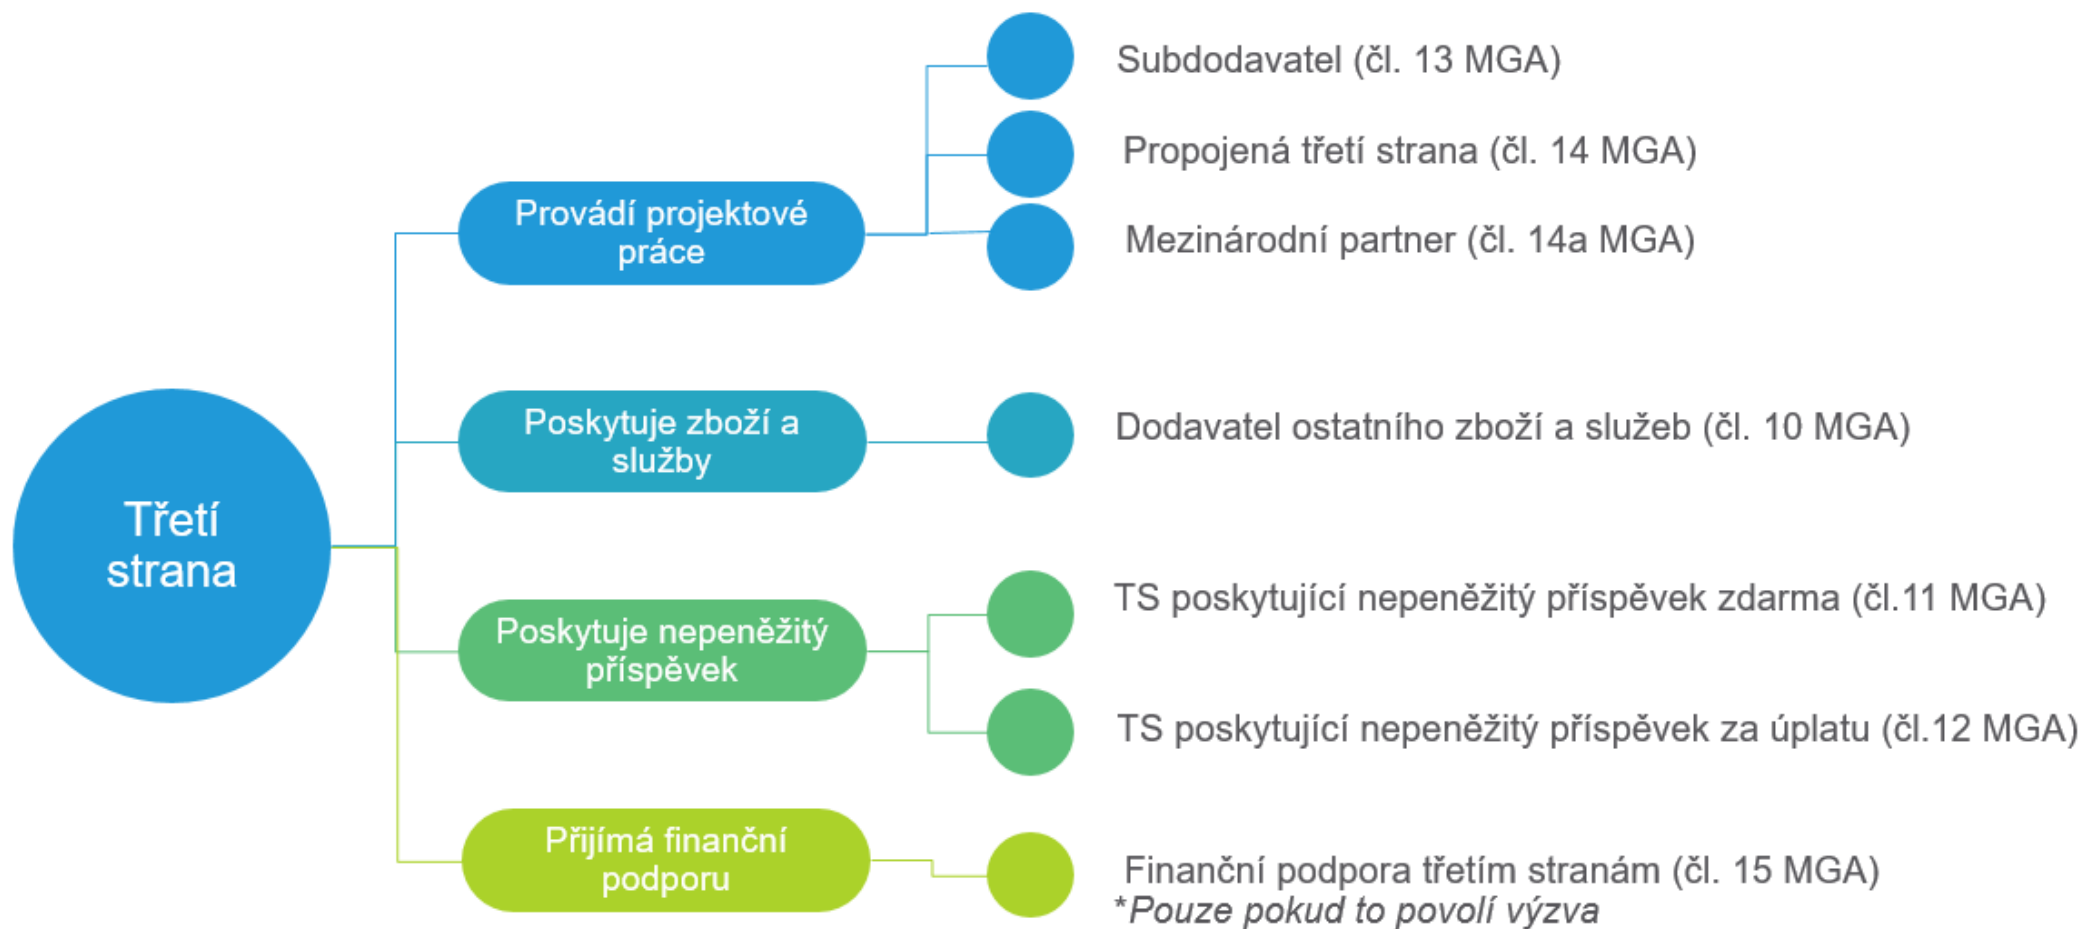 Třetí
strana
Provádí projektové
práce
Subdodavatel (čl. 13 MGA)
Propojená třetí strana (čl. 14 MGA)
Mezinárodní partner (čl. 14a MGA)
Poskytuje zboží a
služby
Dodavatel ostatního zboží a služeb (čl. 10 MGA)
Poskytuje nepeněžitý
příspěvek
TS poskytující nepeněžitý příspěvek zdarma (čl.11 MGA)
TS poskytující nepeněžitý příspěvek za úplatu (čl.12 MGA)
Přijímá finanční
podporu
Finanční podpora třetím stranám (čl. 15 MGA)
*Pouze pokud to povolí výzva